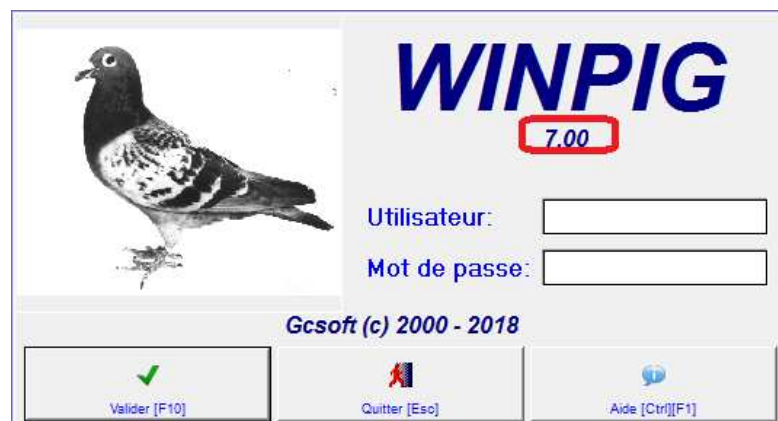 WINPIG
7.00
Utilisateur:
Mot de passe:
Gcsoft (c) 2000 - 2018
Valider [F10]
Quitter [Esc]
Aide [Ctrl][F1]